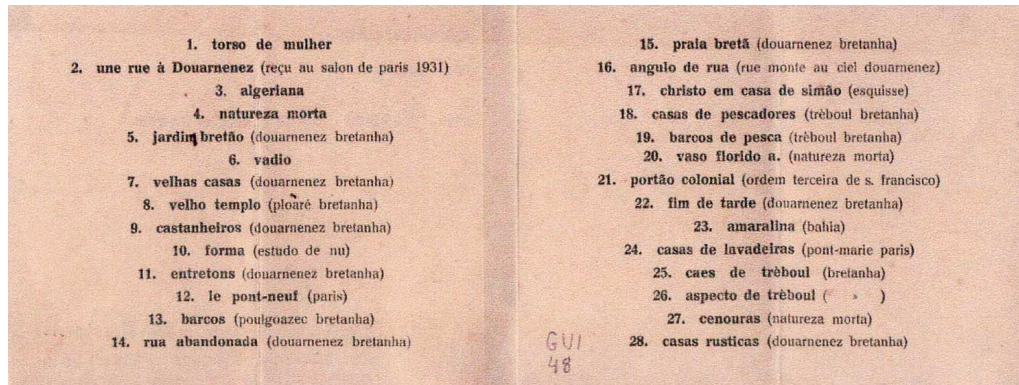 1. torso de mulher
2. une rue à Douarnenez (reçu au salon de paris 1931)
3. algeriana
4. natureza morta
5. jardim bretão (douarnenez bretanha)
6. vadio
7. velhas casas (douarnenez bretanha)
8. velho templo (ploaré bretanha)
9. castanheiros (douarnenez bretanha)
10. forma (estudo de nu)
11. entretons (douarnenez bretanha)
12. le pont-neuf (paris)
13. barcos (poulgoazec bretanha)
14. rua abandonada (douarnenez bretanha)
15. praia bretã (douarnenez bretanha)
16. angulo de rua (rue monte au ciel douarnenez)
17. christo em casa de simão (esquisse)
18. casas de pescadores (trèboul bretanha)
19. barcos de pesca (trèboul bretanha)
20. vaso florido a. (natureza morta)
21. portão colonial (ordem terceira de s. francisco)
22. fim de tarde (douarnenez bretanha)
23. amaralina (bahia)
24. casas de lavadeiras (pont-marie paris)
25. caes de trèboul (bretanha)
26. aspecto de trèboul ( » )
27. cenouras (natureza morta)
28. casas rusticas (douarnenez bretanha)
GUI
48